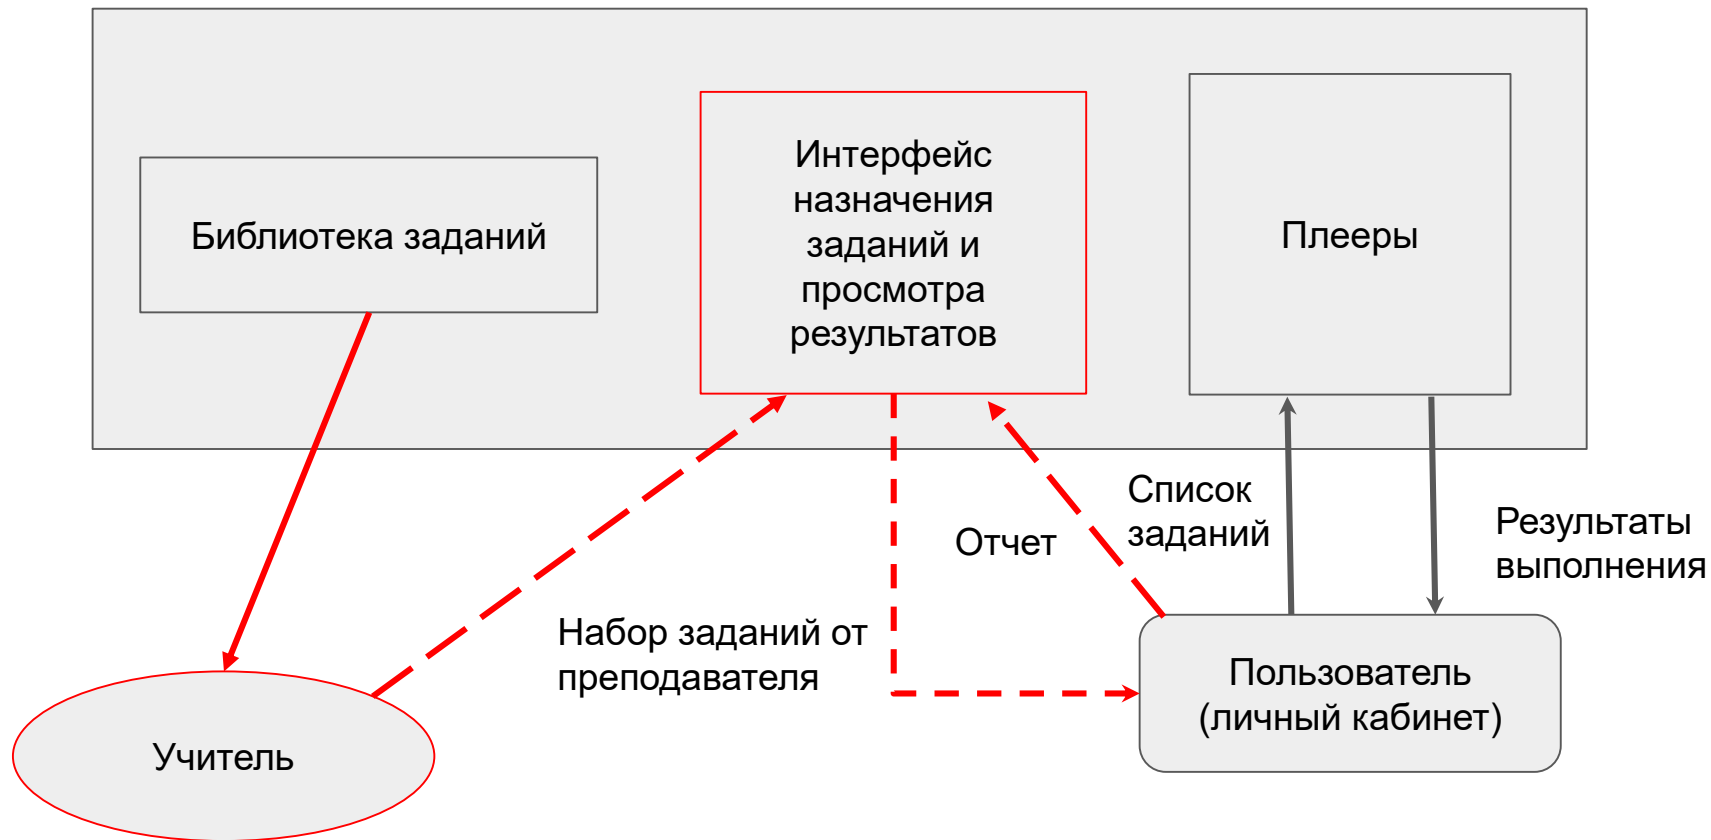 Библиотека заданий
Интерфейс
назначения
заданий и
просмотра
результатов
Плееры
Список
заданий
Отчет
Результаты
выполнения
Набор заданий от
преподавателя
Пользователь
(личный кабинет)
Учитель